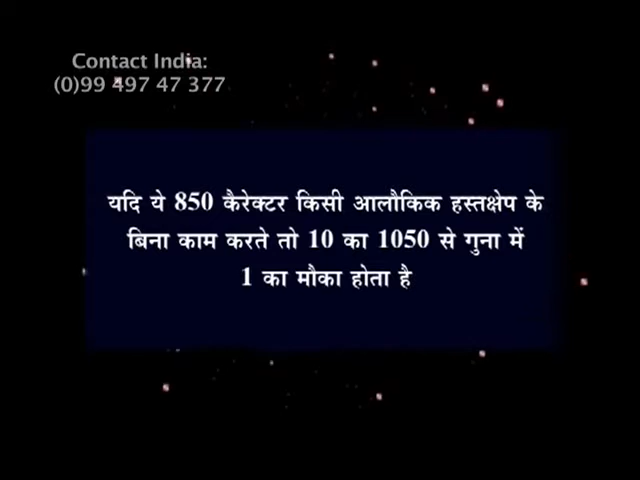 Contact India:
(0)99 497 47 377
यदि ये 850 कैरेक्टर किसी आलौकिक हस्तक्षेप के
बिना काम करते तो 10 का 1050 से गुना में
1 का मौका होता है